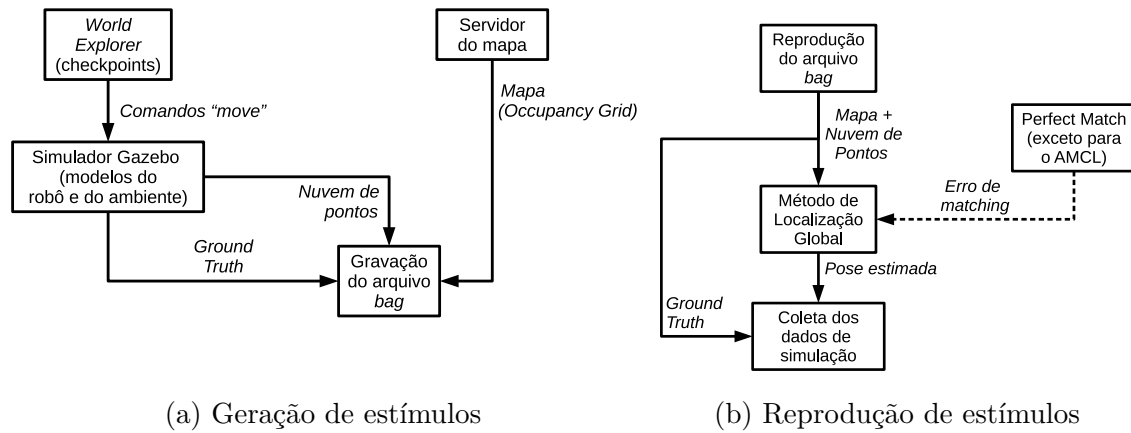 World
Explorer
(checkpoints)
Comandos “move”
Simulador Gazebo
(modelos do
robô e do ambiente)
Servidor
do mapa
Mapa
(Occupancy Grid)
Nuvem de
pontos
Ground
Truth
Gravação
do arquivo
bag
(a) Geração de estímulos
Reprodução
do arquivo
bag
Mapa +
Nuvem de
Pontos
Perfect Match
(exceto para
o AMCL)
Erro de
matching
Método de
Localização
Global
Pose estimada
Ground
Truth
Coleta dos
dados de
simulação
(b) Reprodução de estímulos